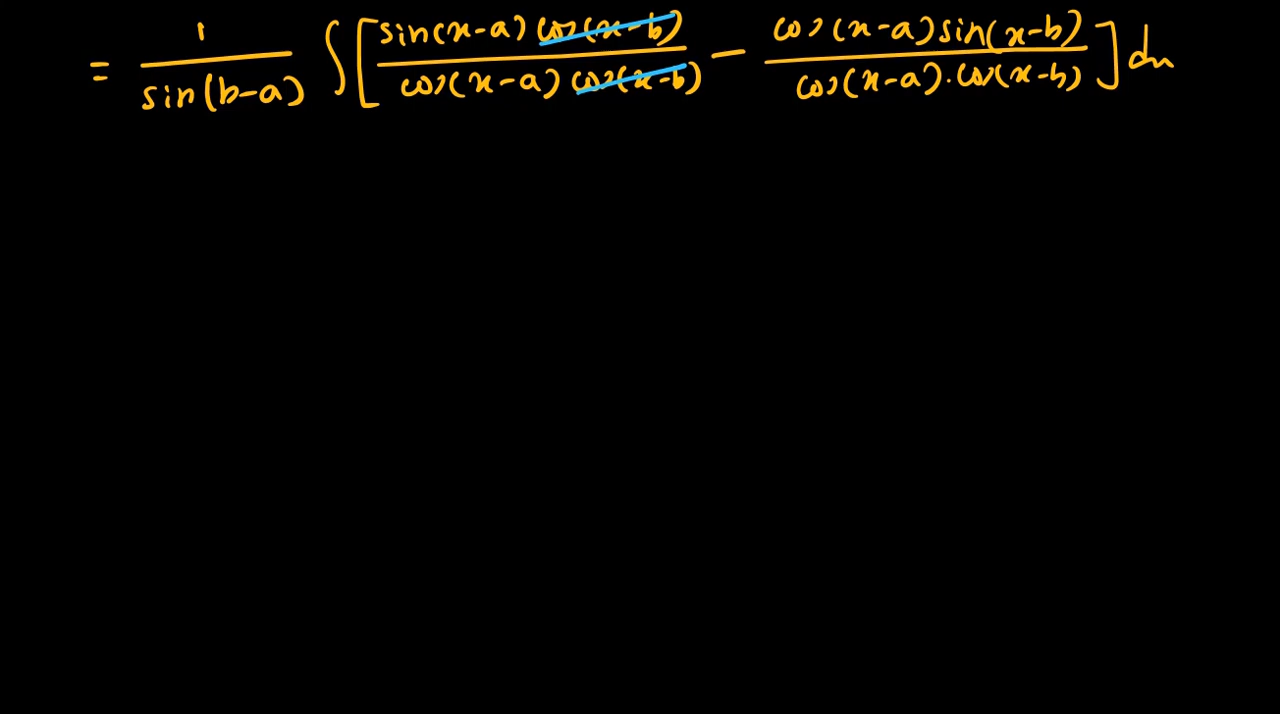 = 1/sin(b-a) ∫ [ sin(x-a) cos(x-b)/cos(x-a) cos(x-b) - cos(x-a) sin(x-b)/cos(x-a).cos(x-b) ] dx